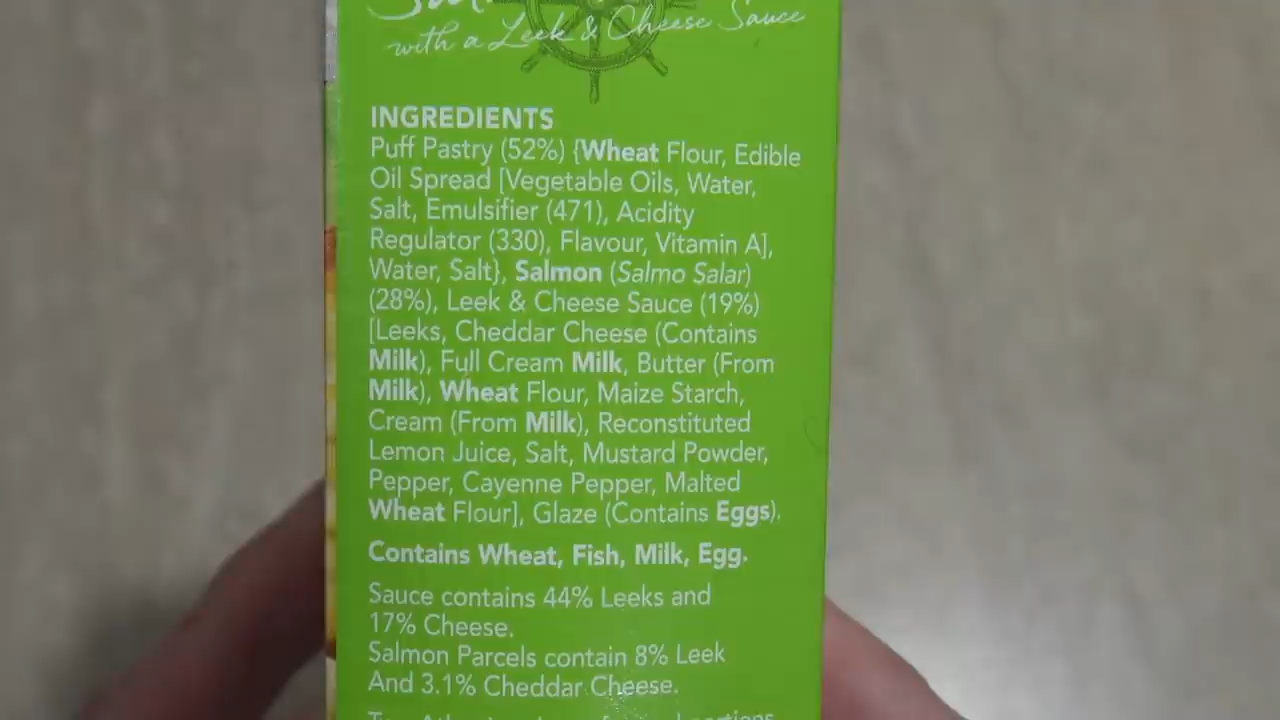 with a Leek & Cheese Sauce
INGREDIENTS
Puff Pastry (52%) {Wheat Flour, Edible
Oil Spread [Vegetable Oils, Water,
Salt, Emulsifier (471), Acidity
Regulator (330), Flavour, Vitamin A],
Water, Salt}, Salmon (Salmo Salar)
(28%), Leek & Cheese Sauce (19%)
[Leeks, Cheddar Cheese (Contains
Milk), Full Cream Milk, Butter (From
Milk), Wheat Flour, Maize Starch,
Cream (From Milk), Reconstituted
Lemon Juice, Salt, Mustard Powder,
Pepper, Cayenne Pepper, Malted
Wheat Flour], Glaze (Contains Eggs).
Contains Wheat, Fish, Milk, Egg.
Sauce contains 44% Leeks and
17% Cheese.
Salmon Parcels contain 8% Leek
And 3.1% Cheddar Cheese.